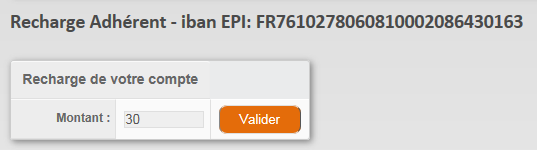 Recharge Adhérent - iban EPI: FR7610278060810002086430163
Recharge de votre compte
Montant : 30 Valider